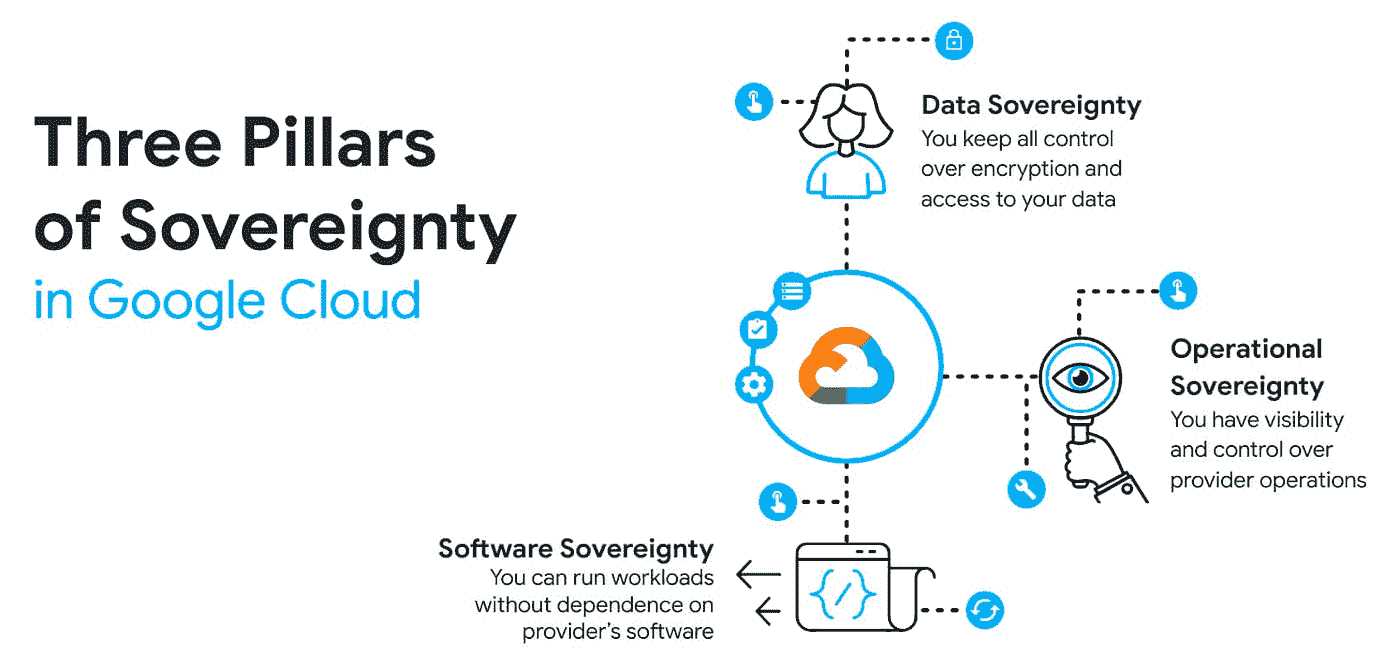 Three Pillars
of Sovereignty
in Google Cloud
Data Sovereignty
You keep all control
over encryption and
access to your data
Operational
Sovereignty
You have visibility
and control over
provider operations
Software Sovereignty
You can run workloads
without dependence on
provider’s software
{/}